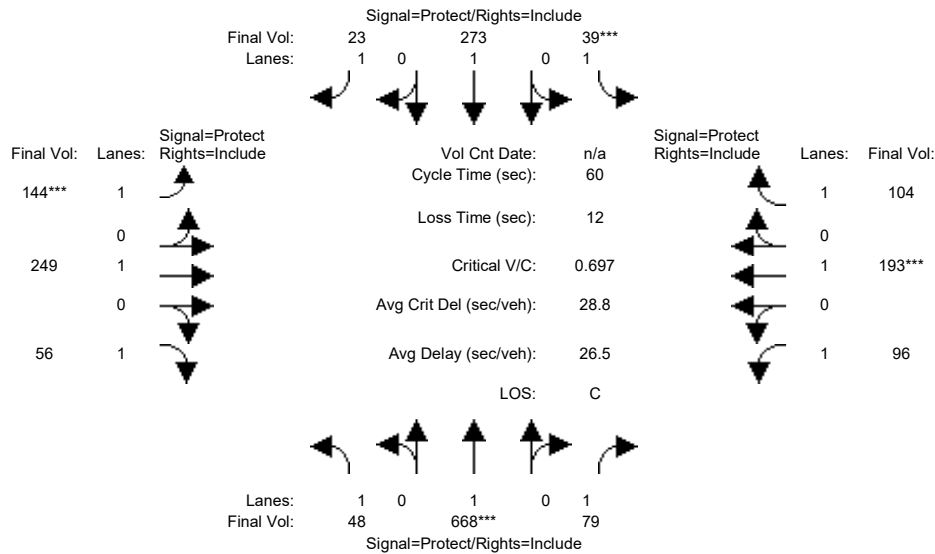 Signal=Protect/Rights=Include
Final Vol: 23 273 39***
Lanes: 1 0 1 0 1
Signal=Protect
Final Vol: Lanes: Rights=Include
Vol Cnt Date: n/a
Signal=Protect
Rights=Include Lanes: Final Vol:
Cycle Time (sec): 60
144*** 1
1 104
Loss Time (sec): 12
0
0
249 1
Critical V/C: 0.697
1 193***
0
Avg Crit Del (sec/veh): 28.8
0
56 1
Avg Delay (sec/veh): 26.5
1 96
LOS: C
Lanes: 1 0 1 0 1
Final Vol: 48 668*** 79
Signal=Protect/Rights=Include